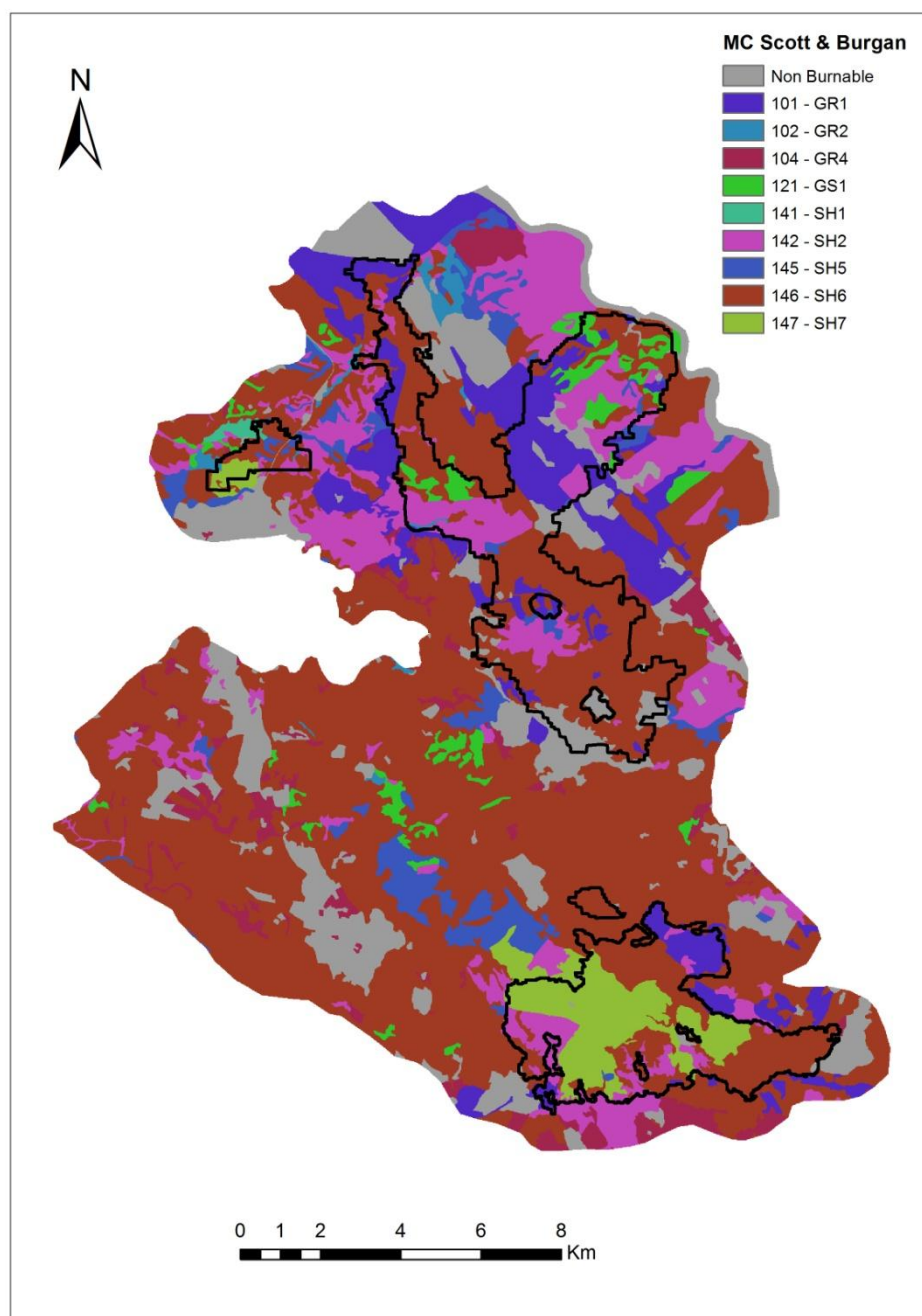 MC Scott & Burgan
N
Non Burnable
101 - GR1
102 - GR2
104 - GR4
121 - GS1
141 - SH1
142 - SH2
145 - SH5
146 - SH6
147 - SH7
0 1 2 4 6 8
Km